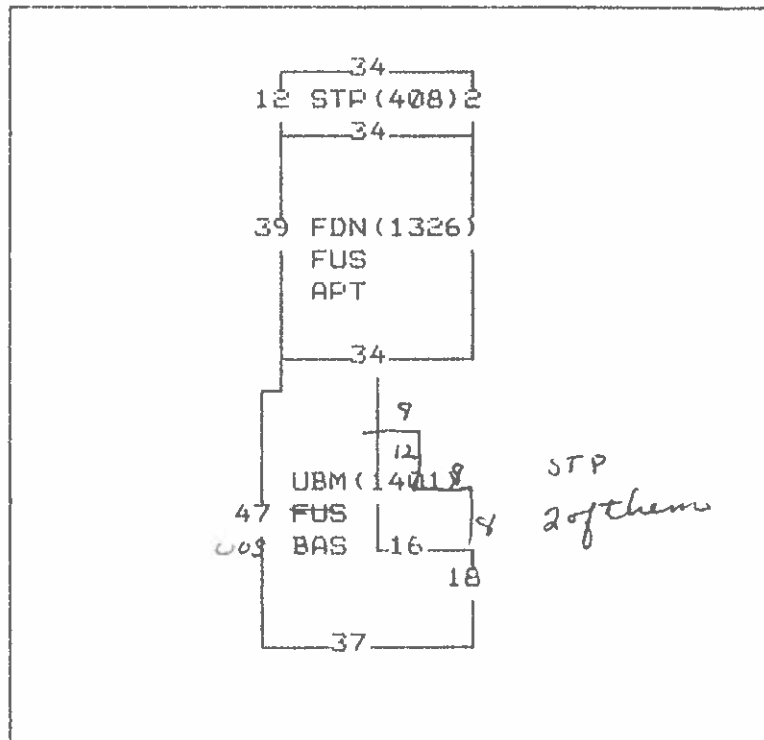 34
12 STP(408)2
34
39 FDN(1326)
FUS
APT
34
9
12
UBM(1401) 8
STP
47 FUS
8
2 of them
BAS 16
18
37